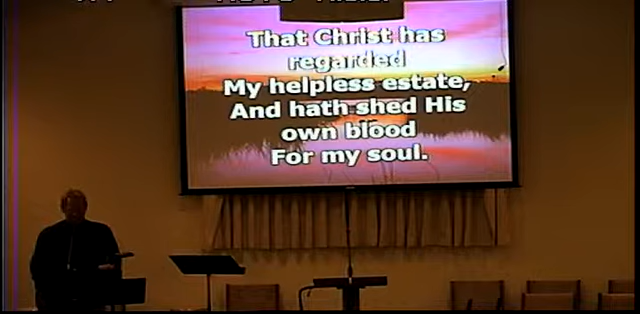 That Christ has
regarded
My helpless estate,
And hath shed His
own blood
For my soul.